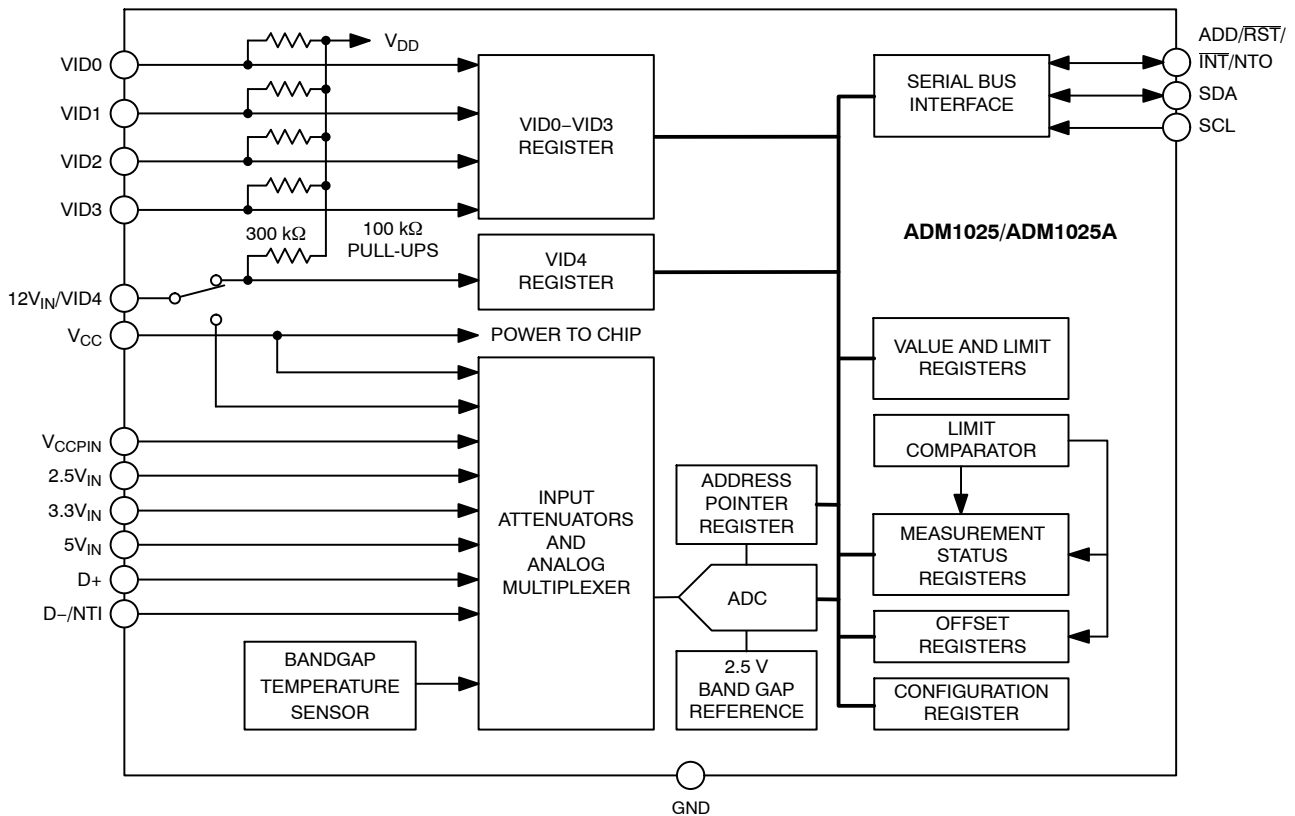 VID0
VID1
VID2
VID3
12V_IN/VID4
V_CC
V_CCPIN
2.5V_IN
3.3V_IN
5V_IN
D+
D−/NTI
V_DD
300 kΩ
100 kΩ
PULL-UPS
VID0−VID3
REGISTER
VID4
REGISTER
POWER TO CHIP
INPUT
ATTENUATORS
AND
ANALOG
MULTIPLEXER
BANDGAP
TEMPERATURE
SENSOR
ADDRESS
POINTER
REGISTER
ADC
2.5 V
BAND GAP
REFERENCE
SERIAL BUS
INTERFACE
ADD/R̅S̅T̅/
I̅N̅T̅/NTO
SDA
SCL
ADM1025/ADM1025A
VALUE AND LIMIT
REGISTERS
LIMIT
COMPARATOR
MEASUREMENT
STATUS
REGISTERS
OFFSET
REGISTERS
CONFIGURATION
REGISTER
GND